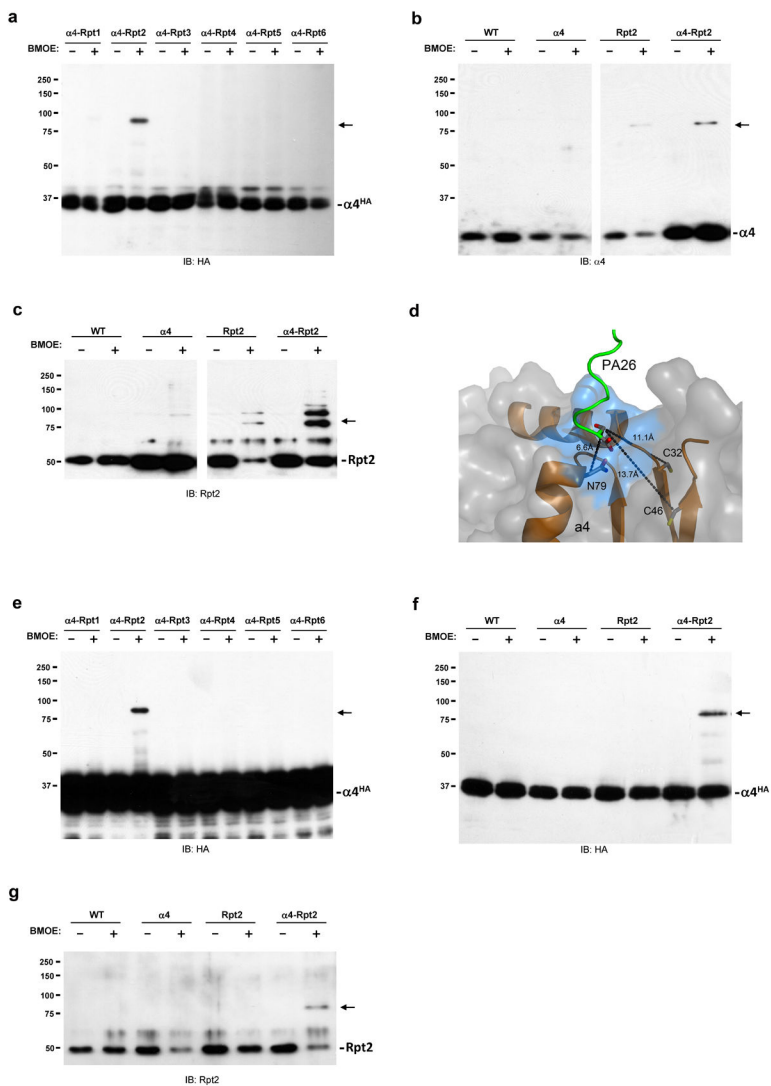 a
α4-Rpt1 α4-Rpt2 α4-Rpt3 α4-Rpt4 α4-Rpt5 α4-Rpt6
BMOE: – + – + – + – + – + – +
250
150
100
75
50
37
-α4HA
IB: HA
b
WT α4 Rpt2 α4-Rpt2
BMOE: – + – + – + – +
250
150
100
75
50
37
-α4
IB: α4
c
WT α4 Rpt2 α4-Rpt2
BMOE: – + – + – + – +
250
150
100
75
50
-Rpt2
IB: Rpt2
d
PA26
11.1Å
6.6Å
C32
N79
13.7Å
C46
a4
e
α4-Rpt1 α4-Rpt2 α4-Rpt3 α4-Rpt4 α4-Rpt5 α4-Rpt6
BMOE: – + – + – + – + – + – +
250
150
100
75
50
37
-α4HA
IB: HA
f
WT α4 Rpt2 α4-Rpt2
BMOE: – + – + – + – +
250
150
100
75
50
37
-α4HA
IB: HA
g
WT α4 Rpt2 α4-Rpt2
BMOE: – + – + – + – +
250
150
100
75
50
-Rpt2
IB: Rpt2